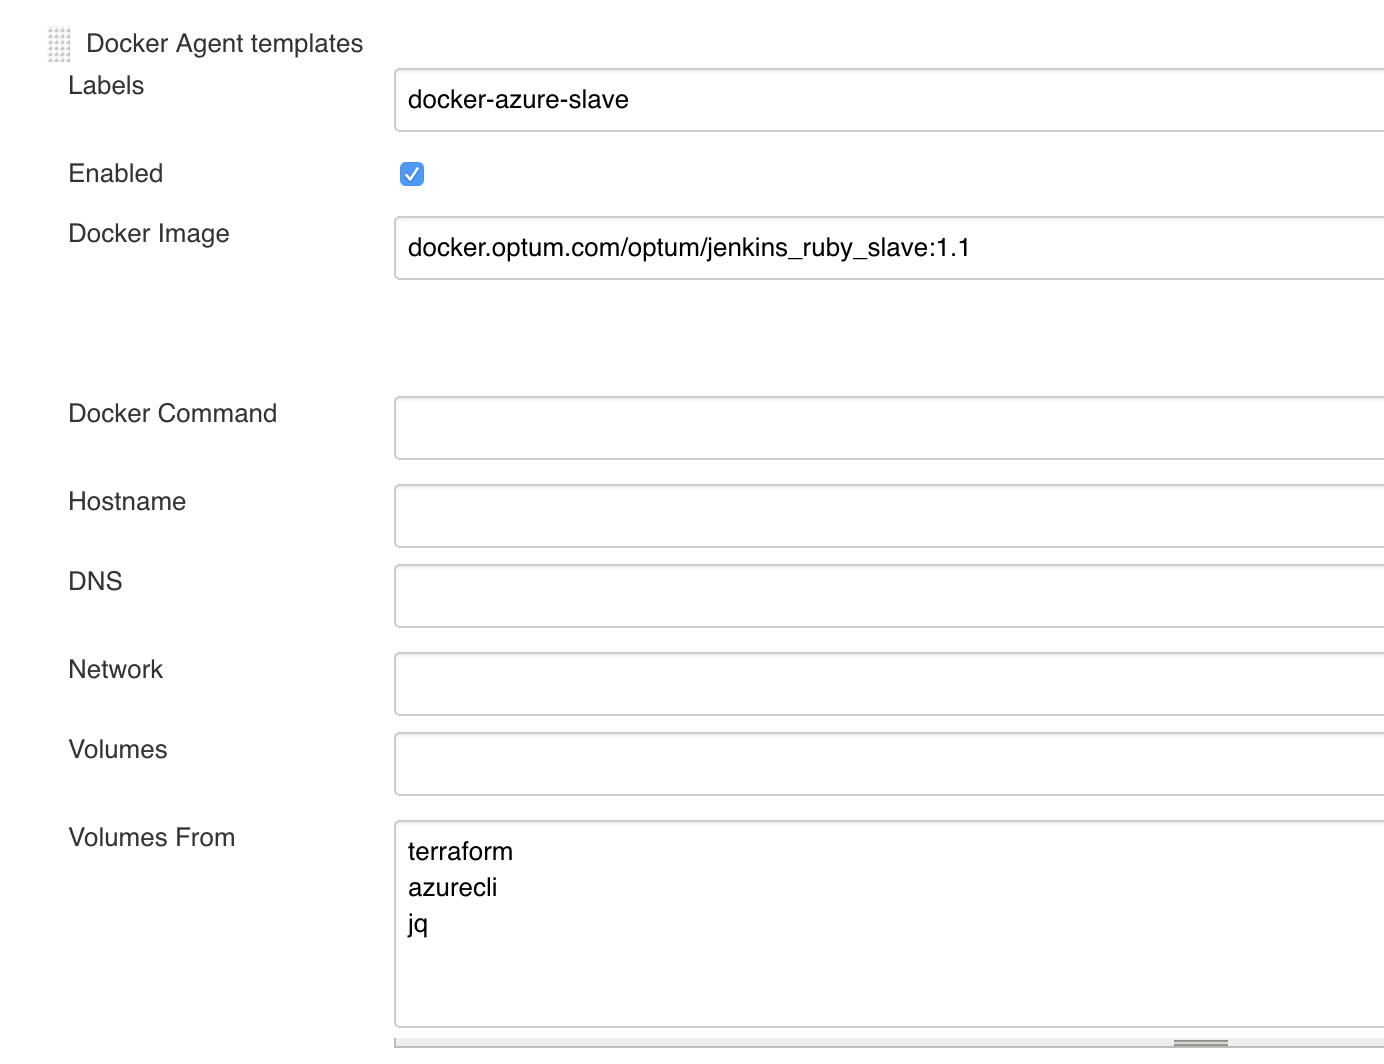 Docker Agent templates
Labels
docker-azure-slave
Enabled
Docker Image
docker.optum.com/optum/jenkins_ruby_slave:1.1
Docker Command
Hostname
DNS
Network
Volumes
Volumes From
terraform
azurecli
jq